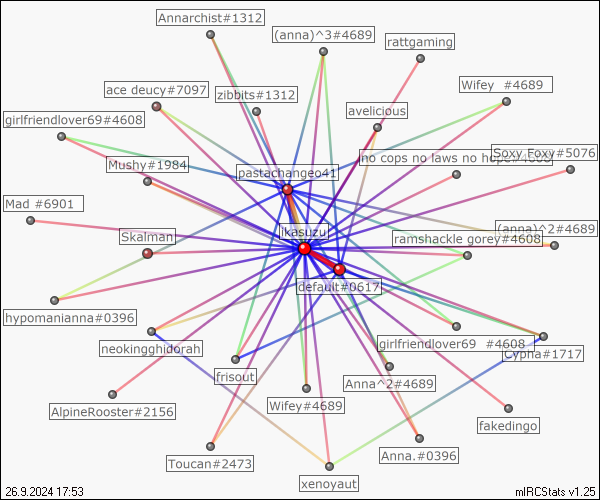 Annarchist#1312
(anna)^3#4689
rattgaming
ace deucy#7097
zibbits#1312
Wifey  #4689
avelicious
girlfriendlover69#4608
no cops no laws no
Soxy Foxy#5076
Mushy#1984
pastachangeo41
Mad #6901
Skalman
ikasuzu
(anna)^2#4689
ramshackle gorey#4608
default#0617
hypomanianna#0396
neokingghidorah
girlfriendlover69  #4608
Cypha#1717
frisout
Anna^2#4689
AlpineRooster#2156
Wifey#4689
fakedingo
Toucan#2473
Anna.#0396
xenoyaut
26.9.2024 17:53
mIRCStats v1.25